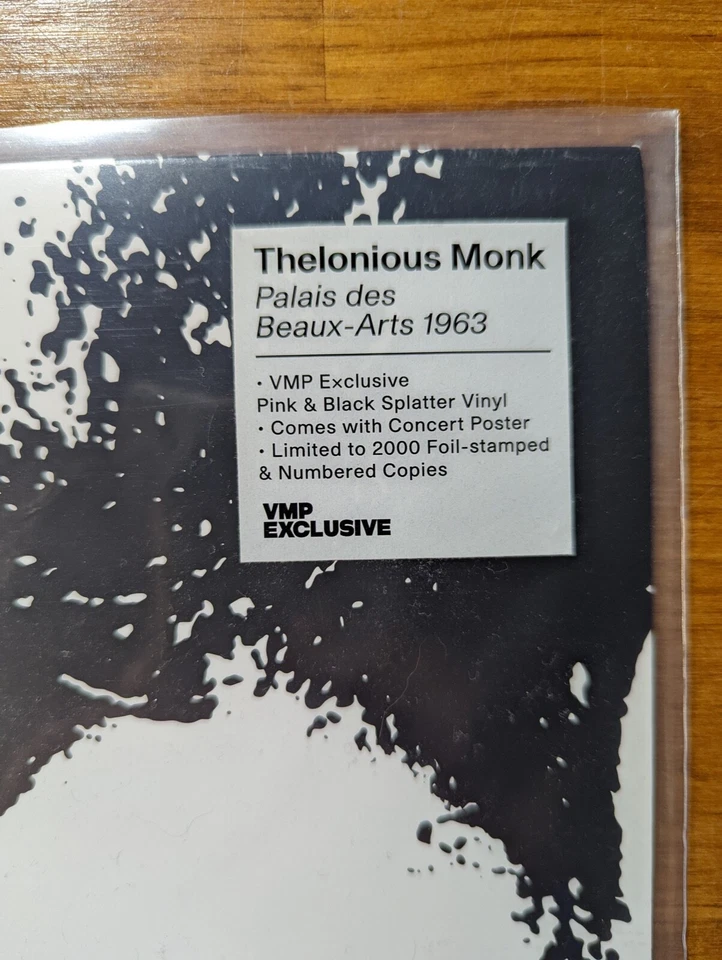 Thelonious Monk
Palais des
Beaux-Arts 1963
• VMP Exclusive
Pink & Black Splatter Vinyl
• Comes with Concert Poster
• Limited to 2000 Foil-stamped
& Numbered Copies
VMP
EXCLUSIVE